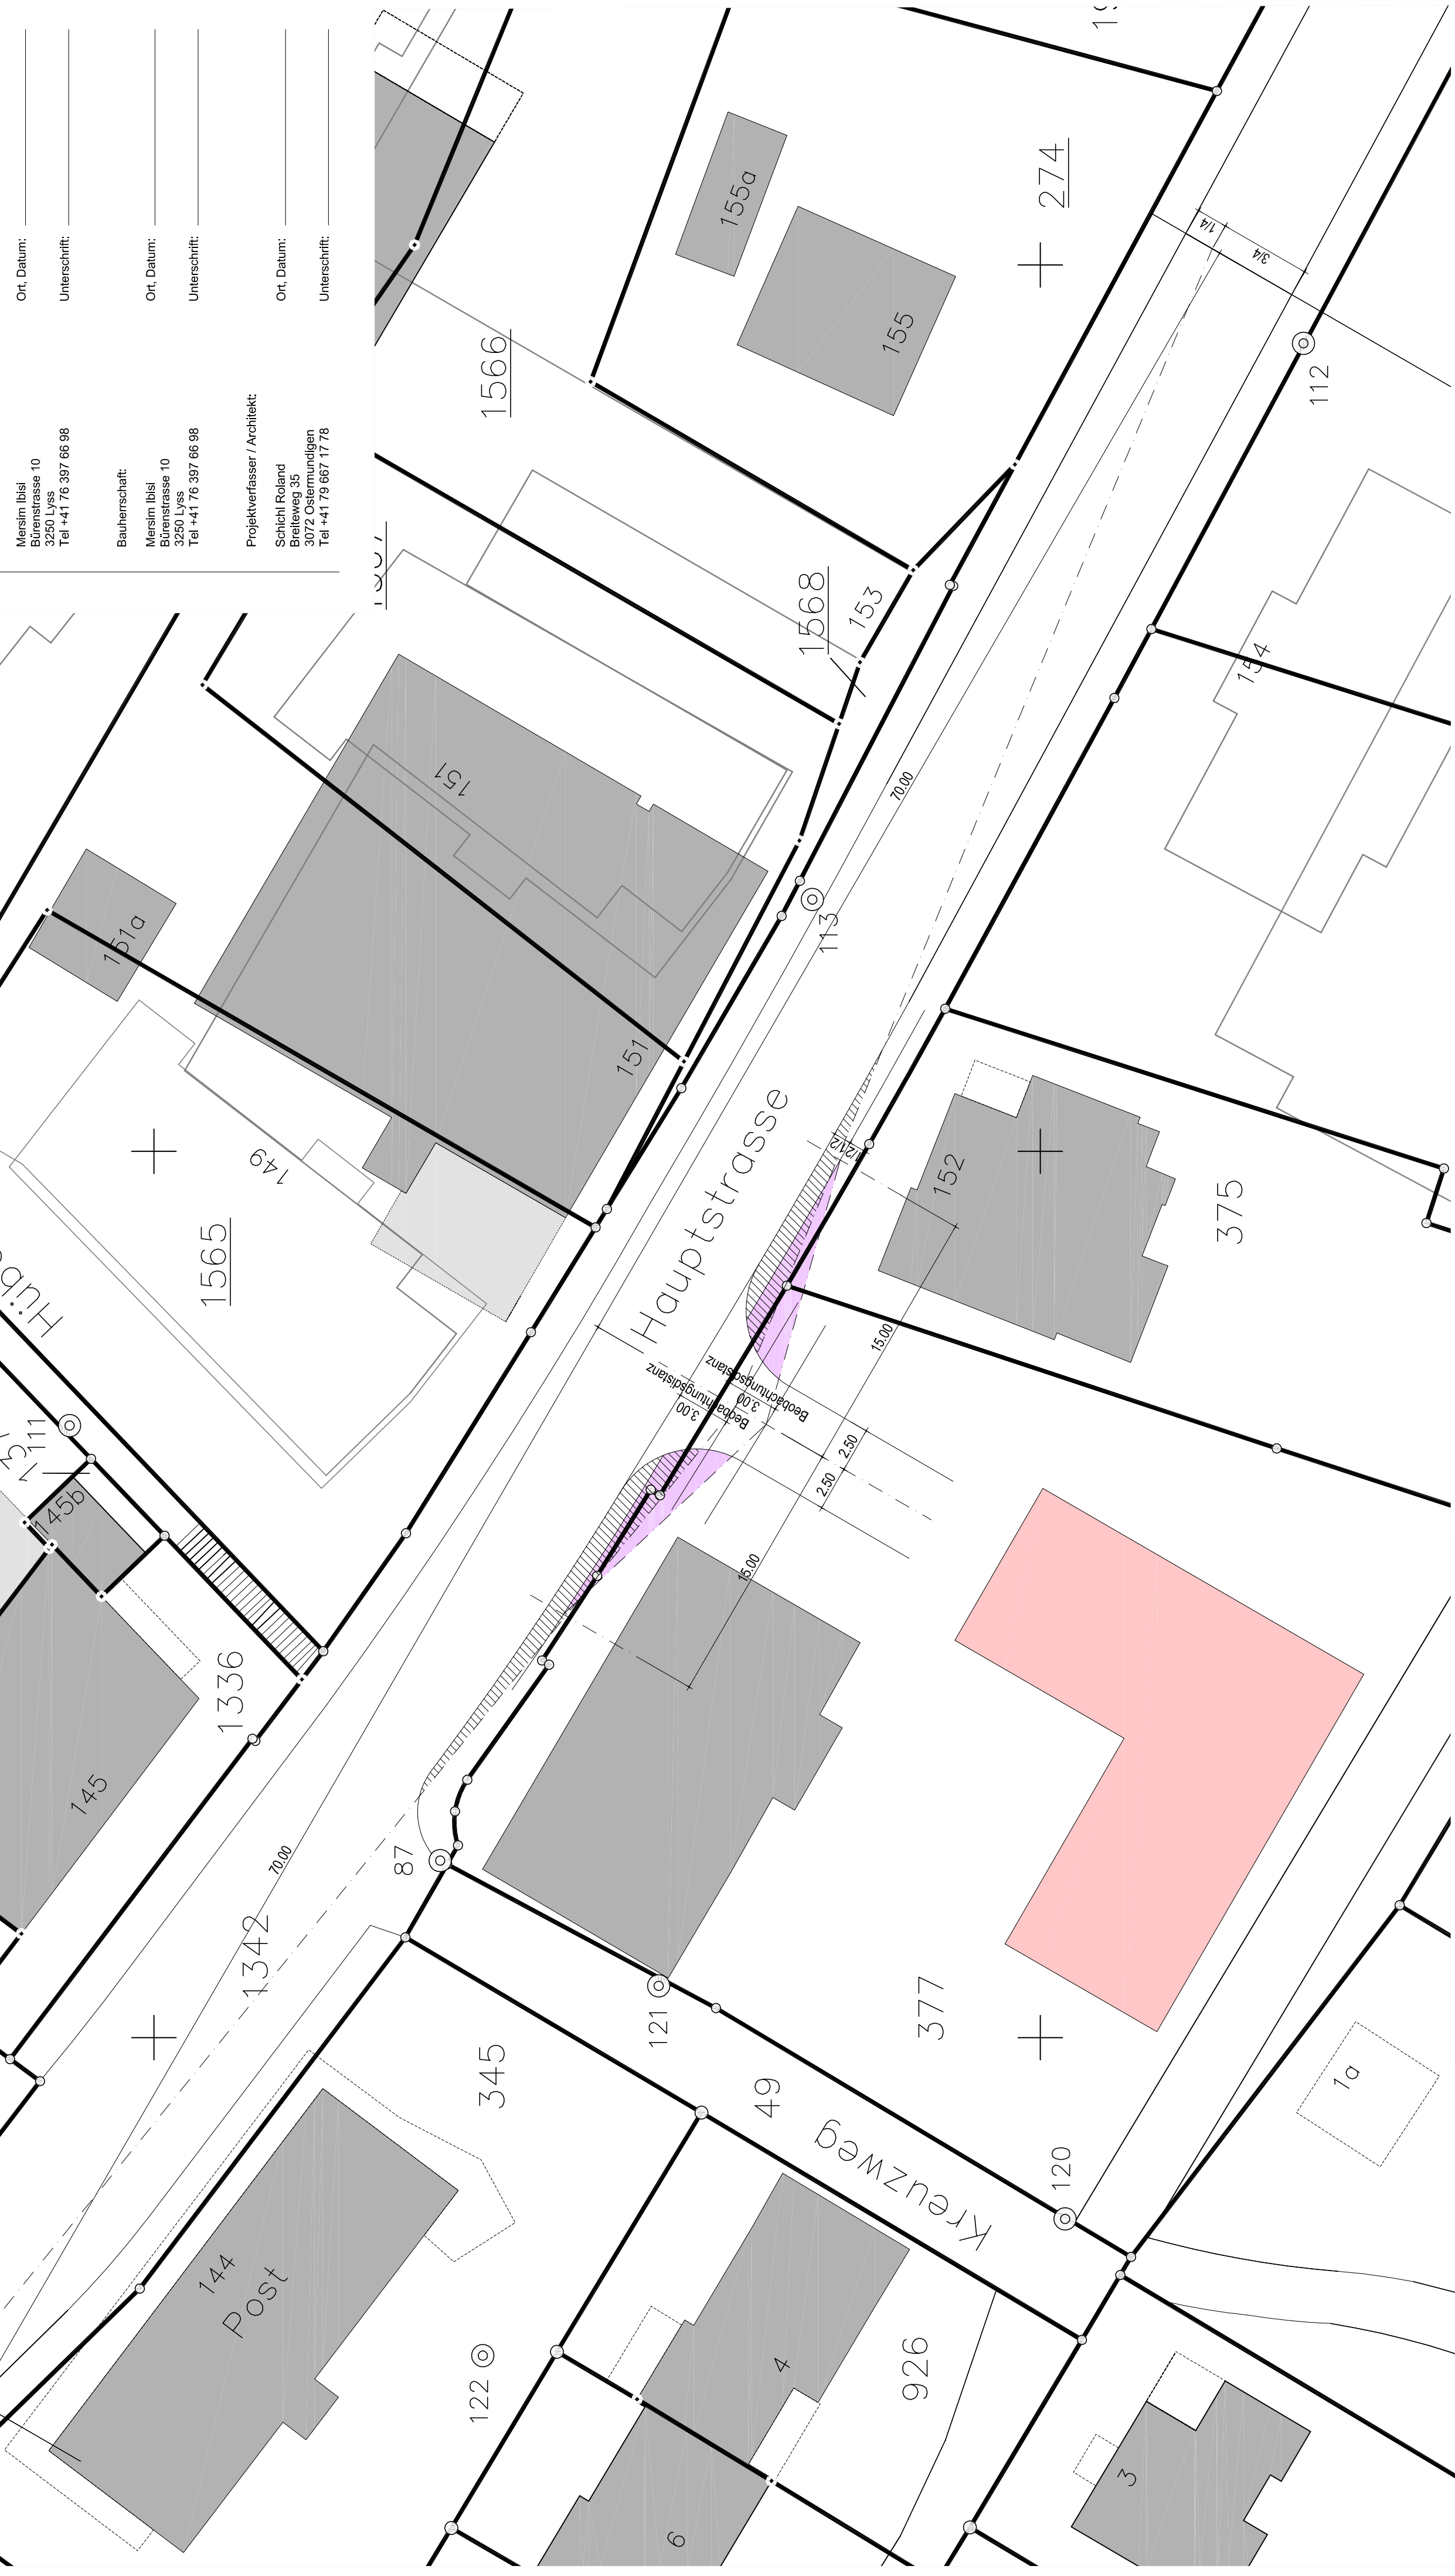 Mersim Ibisi
Bürenstrasse 10
3250 Lyss
Tel +41 76 397 66 98
Ort, Datum:
Unterschrift:
Bauherrschaft:
Mersim Ibisi
Bürenstrasse 10
3250 Lyss
Tel +41 76 397 66 98
Ort, Datum:
Unterschrift:
Projektverfasser / Architekt:
Schichl Roland
Breiteweg 35
3072 Ostermundigen
Tel +41 79 667 17 78
Ort, Datum:
Unterschrift:
155a
155
274
1/4
3/4
1566
112
1568
153
154
151
70.00
151a
113
151
149
1565
Hauptstrasse
1/2
1/2
152
375
15.00
Beobachtungsdistanz
3.00
Beobachtungsdistanz
3.00
2.50
2.50
15.00
111
145b
1336
145
87
70.00
1342
377
121
345
49
Kreuzweg
120
1a
144
Post
122
4
926
6
3